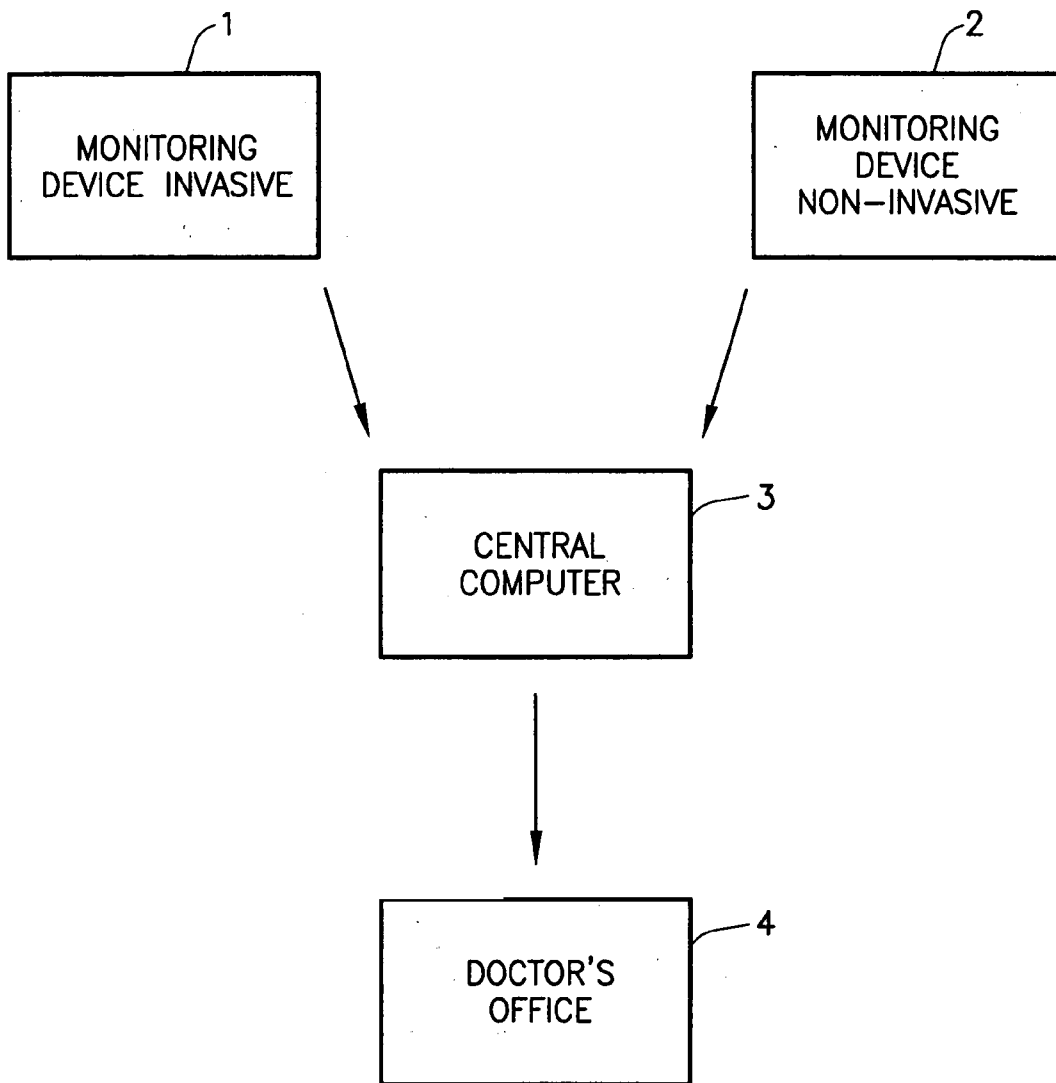 1
MONITORING
DEVICE INVASIVE
2
MONITORING
DEVICE
NON-INVASIVE
3
CENTRAL
COMPUTER
4
DOCTOR'S
OFFICE